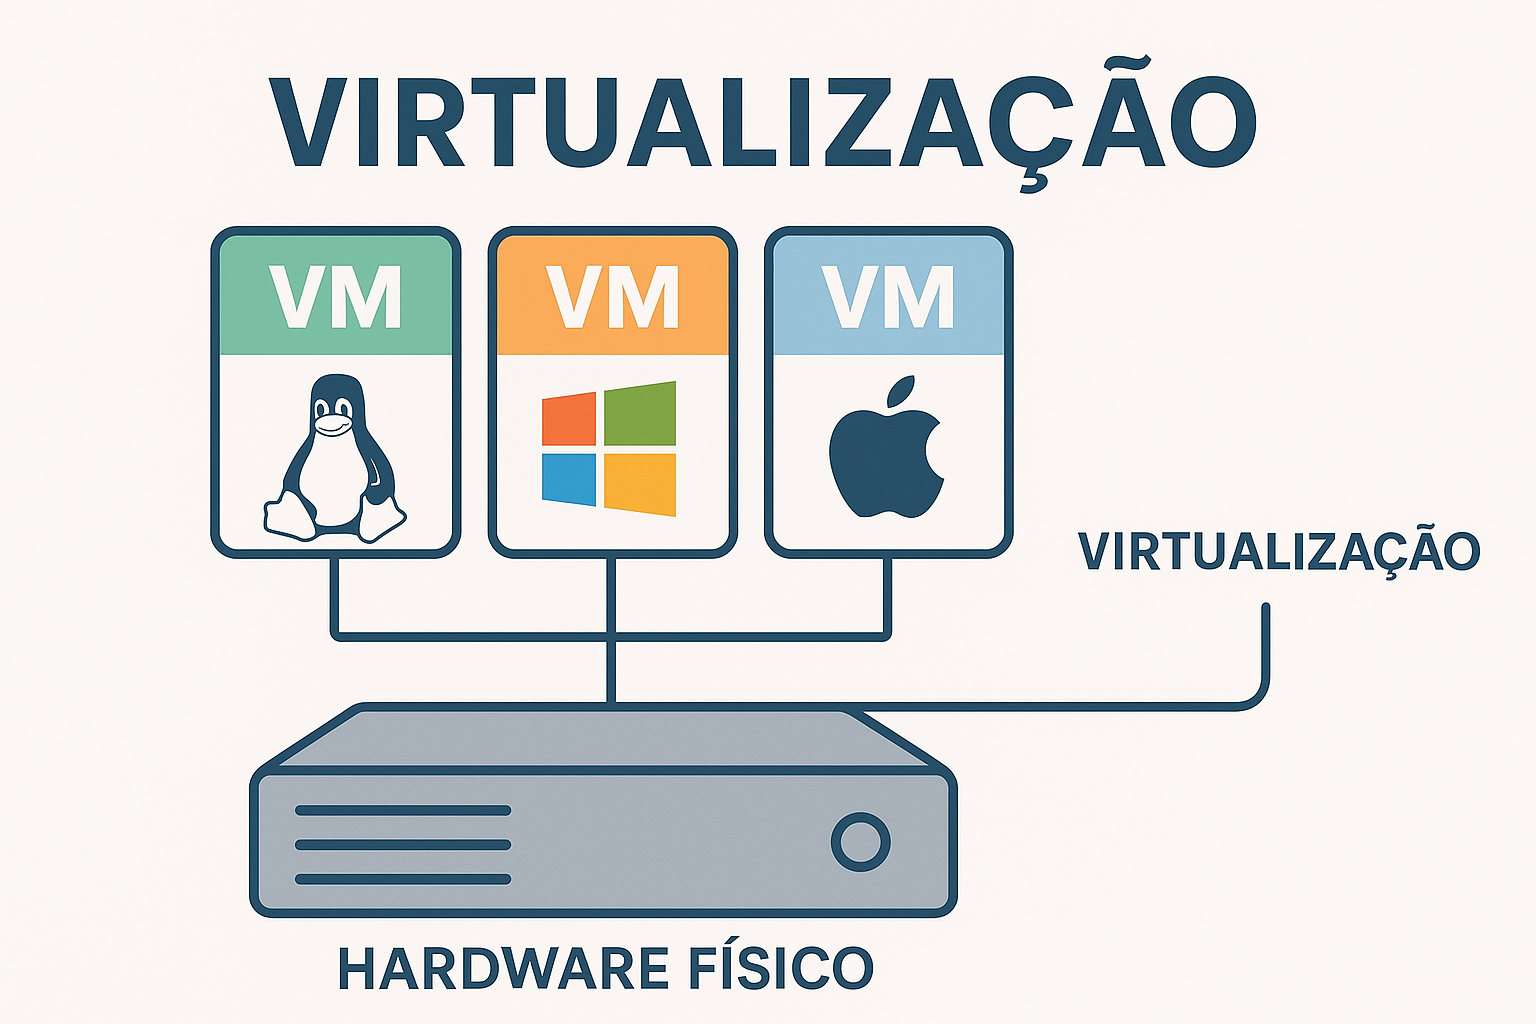 VIRTUALIZAÇÃO
VM
VM
VM
VIRTUALIZAÇÃO
HARDWARE FÍSICO